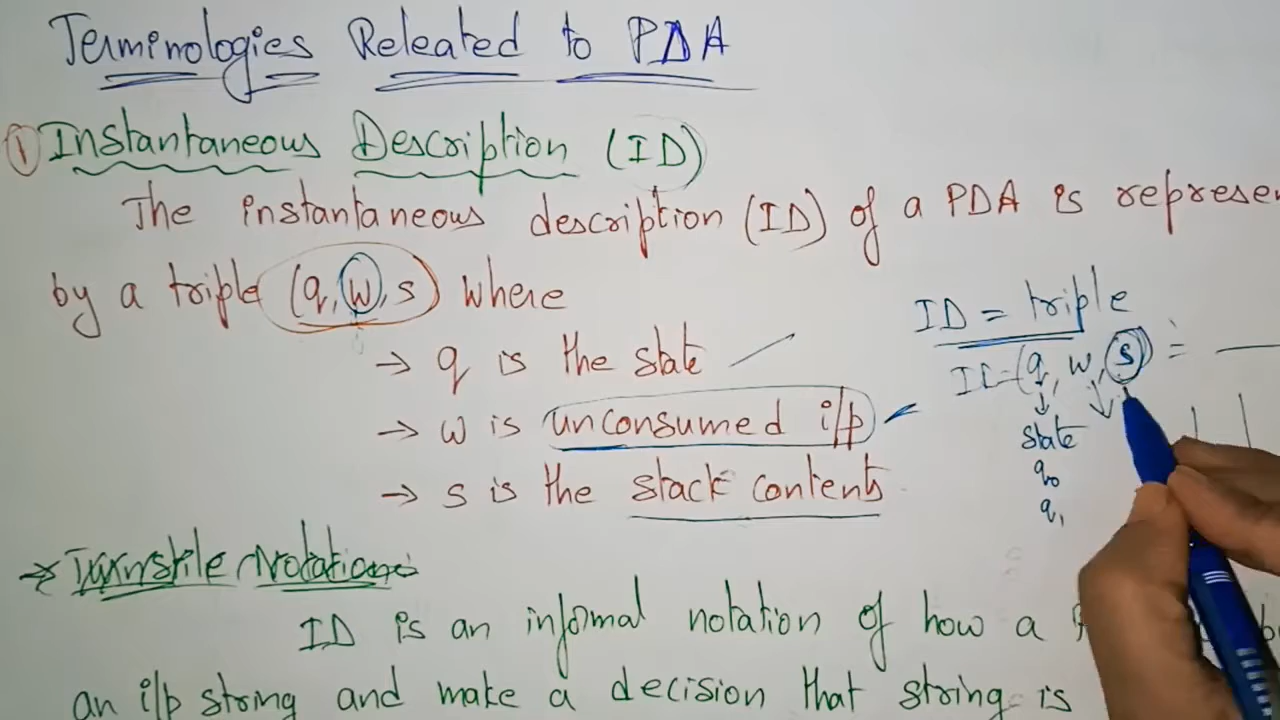 Terminologies Releated to PDA
① Instantaneous Description (ID)
The instantaneous description (ID) of a PDA is represen
by a triple (q, w, s) where
→ q is the state
→ w is unconsumed i/p
→ s is the stack contents
ID = triple
(q, w, s) =
↓
state
q₀
q₁
→ Turnstile Notation:
ID is an informal notation of how a
an i/p string and make a decision that string is